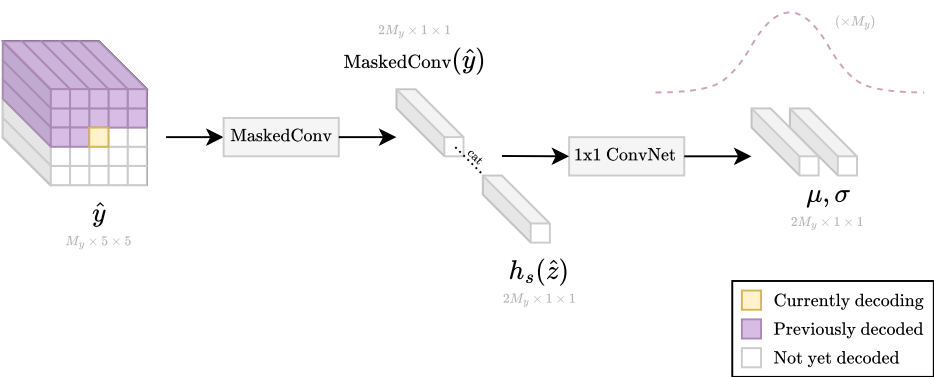 2M_y × 1 × 1
(×M_y)
MaskedConv(ŷ)
MaskedConv
cat
1x1 ConvNet
ŷ
M_y × 5 × 5
μ, σ
2M_y × 1 × 1
h_s(ẑ)
2M_y × 1 × 1
Currently decoding
Previously decoded
Not yet decoded